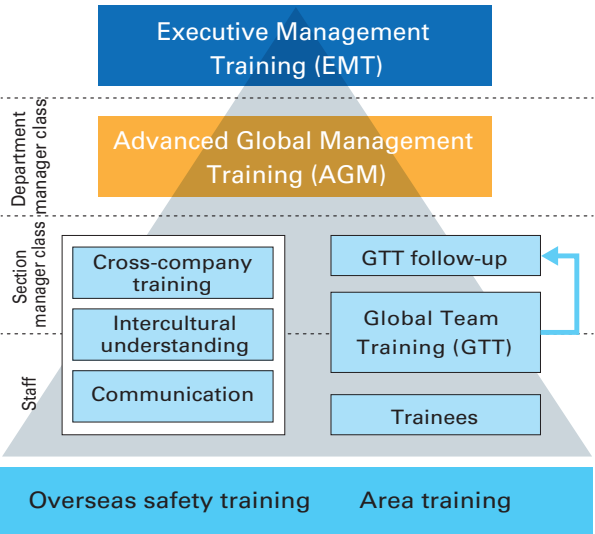 Executive Management
Training (EMT)
Department
manager class
Advanced Global Management
Training (AGM)
Section
manager class
Cross-company
training
Intercultural
understanding
Communication
GTT follow-up
Global Team
Training (GTT)
Staff
Trainees
Overseas safety training
Area training